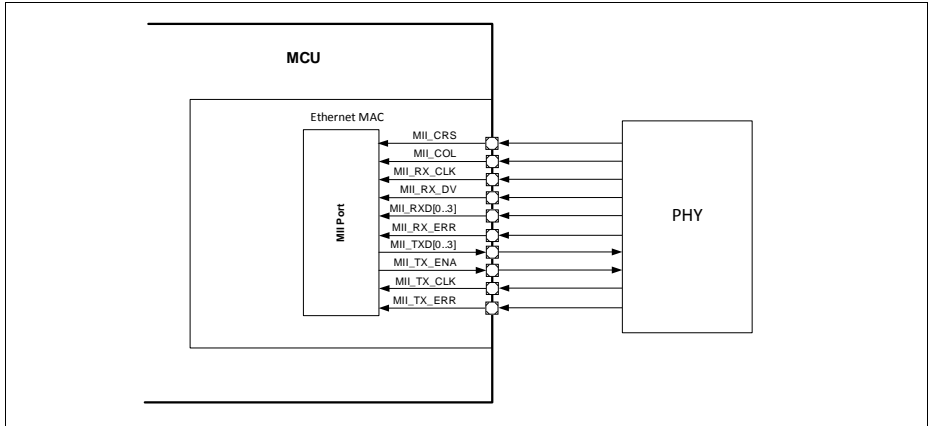 MCU
Ethernet MAC
MII Port
MII_CRS
MII_COL
MII_RX_CLK
MII_RX_DV
MII_RXD[0..3]
MII_RX_ERR
MII_TXD[0..3]
MII_TX_ENA
MII_TX_CLK
MII_TX_ERR
PHY